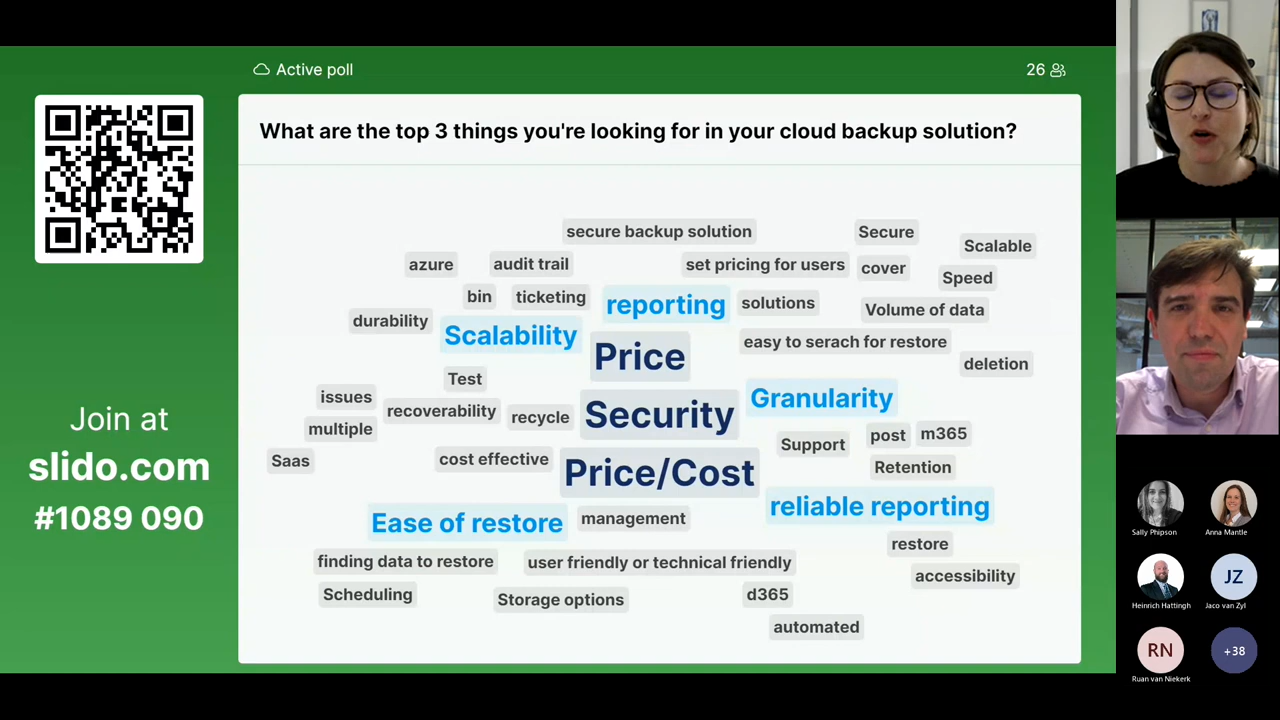 Active poll
26
What are the top 3 things you're looking for in your cloud backup solution?
secure backup solution
Secure
Scalable
azure
audit trail
set pricing for users
cover
Speed
bin
ticketing
reporting
solutions
Volume of data
durability
Scalability
Price
easy to serach for restore
deletion
Test
issues
recoverability
recycle
Security
Granularity
multiple
Support
post
m365
Saas
cost effective
Price/Cost
Retention
Ease of restore
management
reliable reporting
restore
finding data to restore
user friendly or technical friendly
accessibility
Scheduling
Storage options
d365
automated
Join at
slido.com
#1089 090
Sally Phipson
Anna Mantle
JZ
Heinrich Hattingh
Jaco van Zyl
RN
+38
Ruan van Niekerk